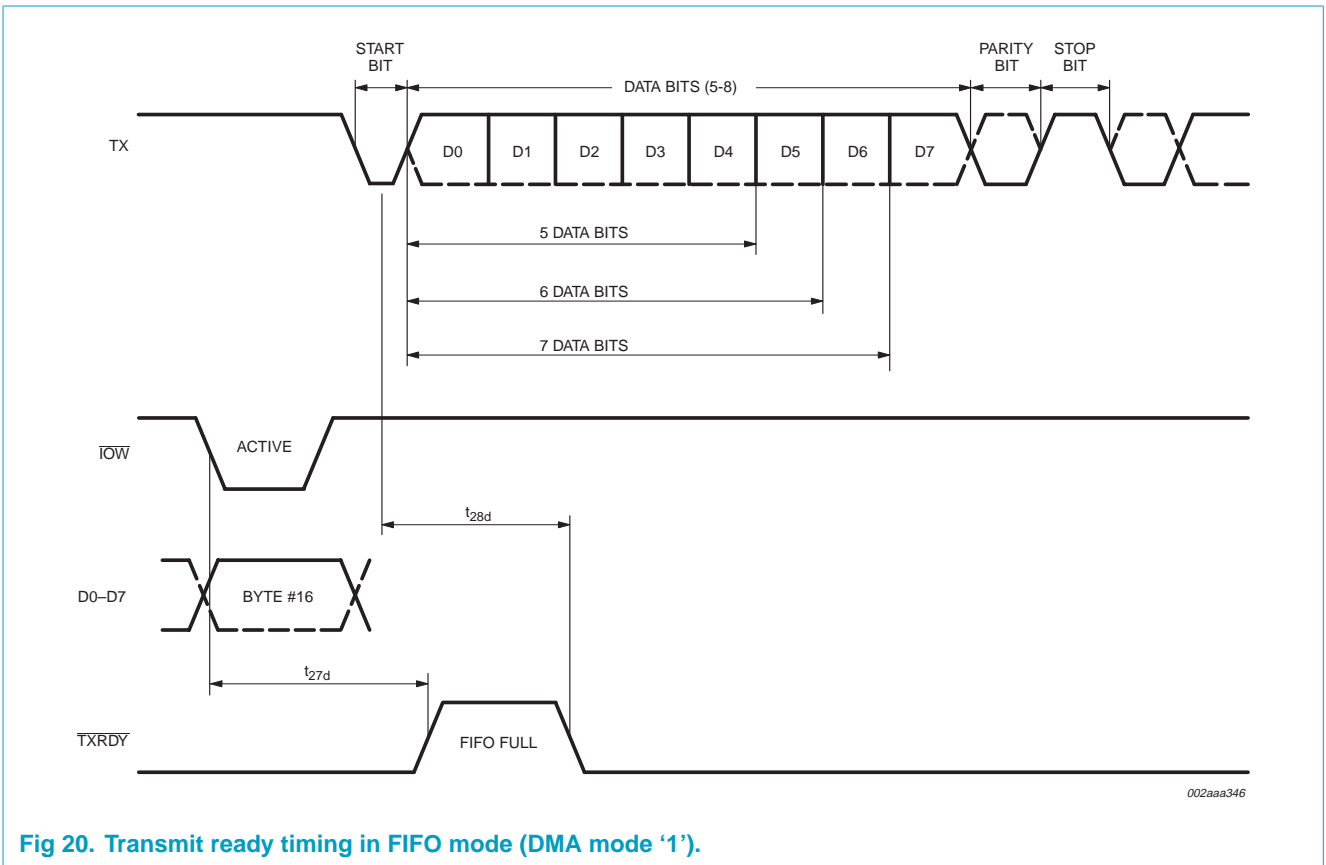 START
BIT
DATA BITS (5-8)
PARITY
BIT
STOP
BIT
TX
D0
D1
D2
D3
D4
D5
D6
D7
5 DATA BITS
6 DATA BITS
7 DATA BITS
IOW
ACTIVE
t28d
D0–D7
BYTE #16
t27d
TXRDY
FIFO FULL
002aaa346
Fig 20. Transmit ready timing in FIFO mode (DMA mode ‘1’).